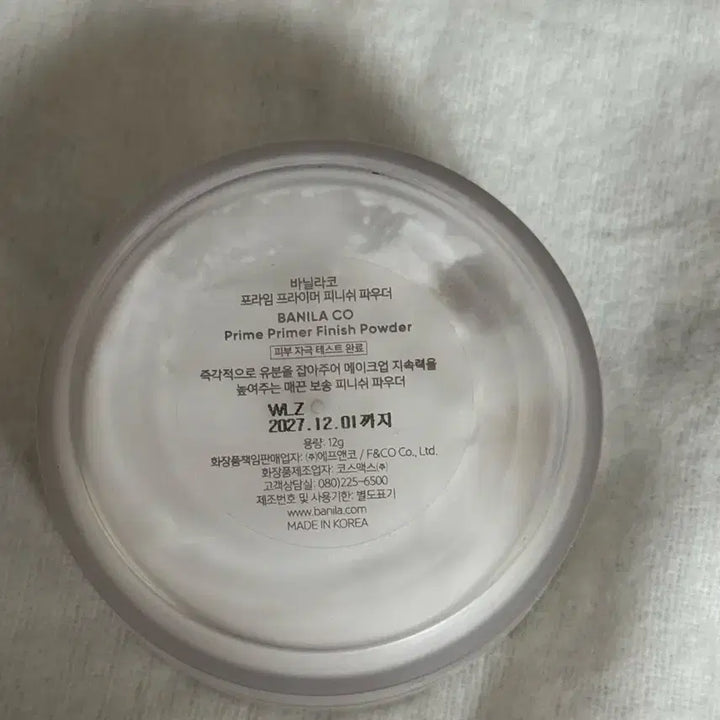 바닐라코
프라임 프라이머 피니쉬 파우더
BANILA CO
Prime Primer Finish Powder
피부 자극 테스트 완료
즉각적으로 유분을 잡아주어 메이크업 지속력을
높여주는 매끈 보송 피니쉬 파우더
WLZ
2027.12.01까지
용량: 12g
화장품책임판매업자: ㈜에프앤코 / F&CO Co., Ltd.
화장품제조업자: 코스맥스㈜
고객상담실: 080)225-6500
제조번호 및 사용기한: 별도표기
www.banila.com
MADE IN KOREA